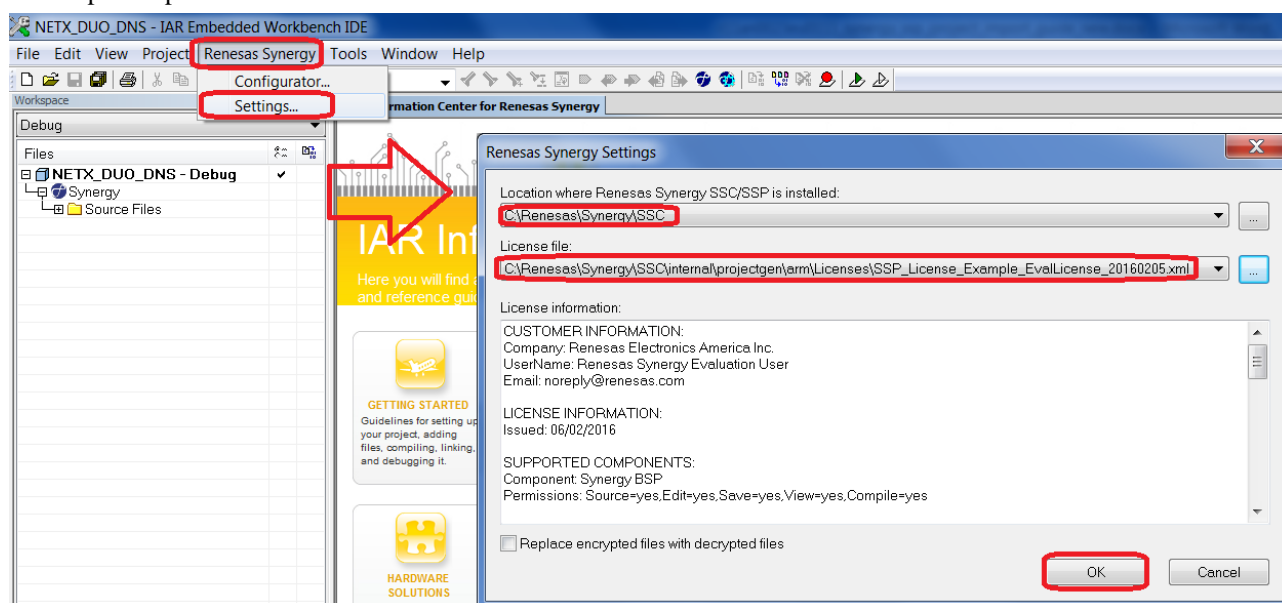 NETX_DUO_DNS - IAR Embedded Workbench IDE
File Edit View Project Renesas Synergy Tools Window Help
Configurator...
Settings...
Workspace
rmation Center for Renesas Synergy
Debug
Files
NETX_DUO_DNS - Debug
Synergy
Source Files
IAR Inf
Here you will find
and reference gui
GETTING STARTED
Guidelines for setting up
your project, adding
files, compiling, linking,
and debugging it.
HARDWARE
SOLUTIONS
Renesas Synergy Settings
Location where Renesas Synergy SSC/SSP is installed:
C:\Renesas\Synergy\SSC
...
License file:
C:\Renesas\Synergy\SSC\internal\projectgen\arm\Licenses\SSP_License_Example_EvalLicense_20160205.xml
...
License information:
CUSTOMER INFORMATION:
Company: Renesas Electronics America Inc.
UserName: Renesas Synergy Evaluation User
Email: noreply@renesas.com
LICENSE INFORMATION:
Issued: 06/02/2016
SUPPORTED COMPONENTS:
Component: Synergy BSP
Permissions: Source=yes,Edit=yes,Save=yes,View=yes,Compile=yes
Replace encrypted files with decrypted files
OK Cancel